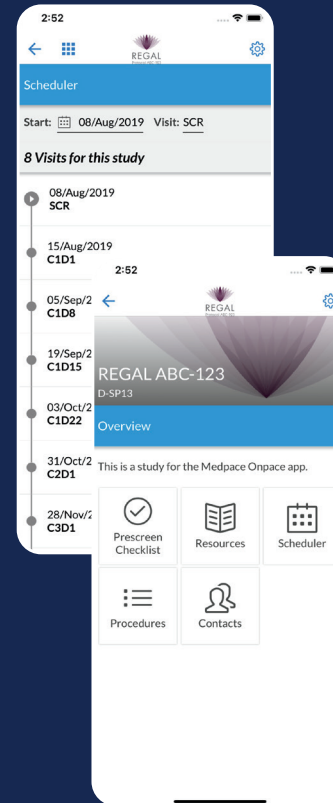 2:52
REGAL
Scheduler
Start: 08/Aug/2019 Visit: SCR
8 Visits for this study
08/Aug/2019
SCR
15/Aug/2019
C1D1
05/Sep/2
C1D8
19/Sep/2
C1D15
03/Oct/2
C1D22
31/Oct/2
C2D1
28/Nov/2
C3D1
2:52
REGAL
REGAL ABC-123
D-SP13
Overview
This is a study for the Medpace Onpace app.
Prescreen
Checklist
Resources
Scheduler
Procedures
Contacts